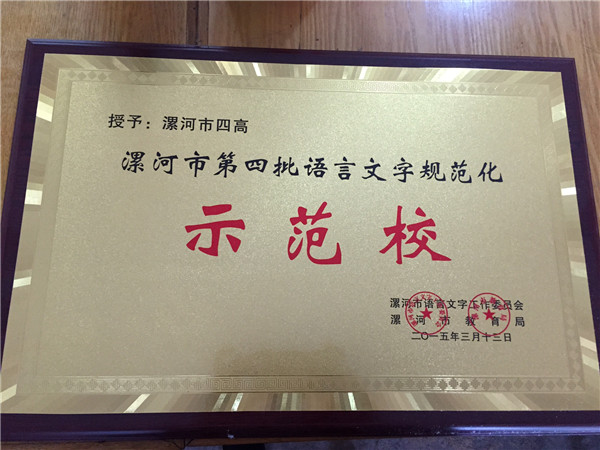 授予：漯河市四高
漯河市第四批语言文字规范化
示范校
漯河市语言文字工作委员会
漯河市教育局
二〇一五年三月十三日